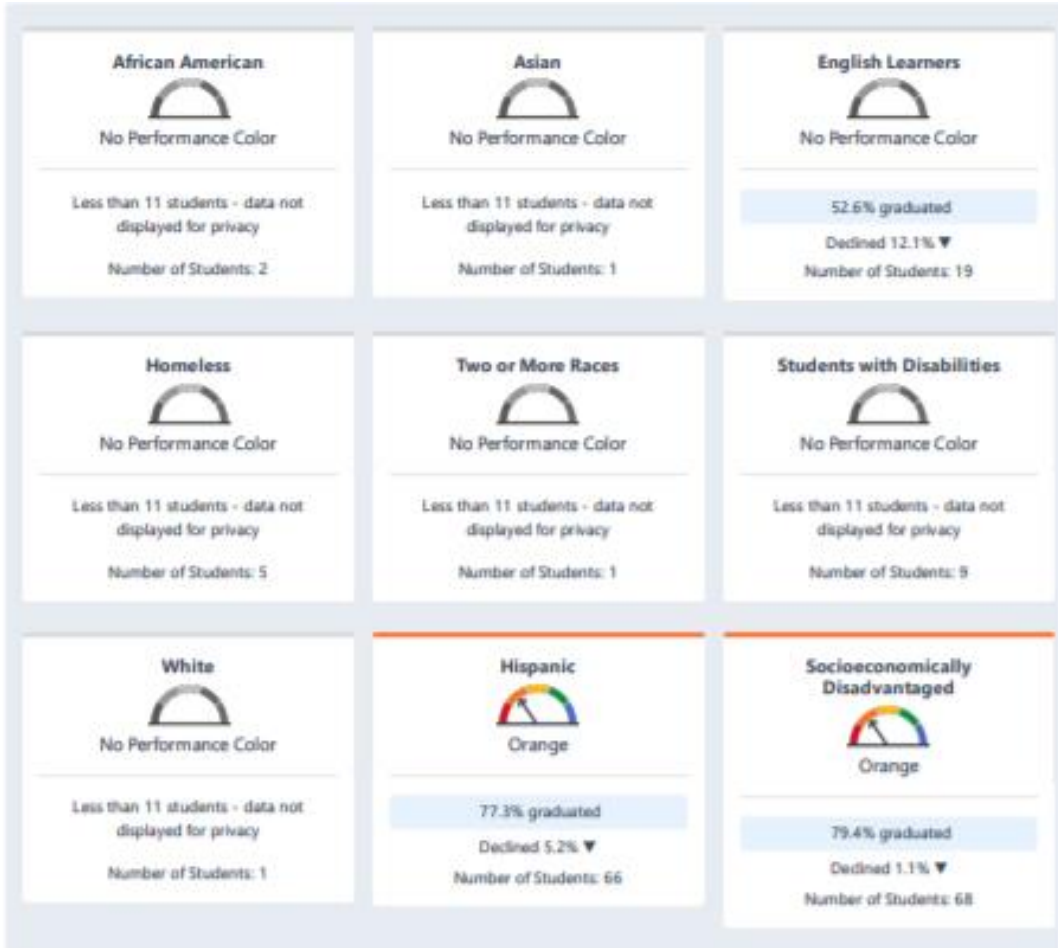 African American
No Performance Color
Less than 11 students - data not
displayed for privacy
Number of Students: 2
Asian
No Performance Color
Less than 11 students - data not
displayed for privacy
Number of Students: 1
English Learners
No Performance Color
52.6% graduated
Declined 12.1% ▼
Number of Students: 19
Homeless
No Performance Color
Less than 11 students - data not
displayed for privacy
Number of Students: 5
Two or More Races
No Performance Color
Less than 11 students - data not
displayed for privacy
Number of Students: 1
Students with Disabilities
No Performance Color
Less than 11 students - data not
displayed for privacy
Number of Students: 9
White
No Performance Color
Less than 11 students - data not
displayed for privacy
Number of Students: 1
Hispanic
Orange
77.3% graduated
Declined 5.2% ▼
Number of Students: 66
Socioeconomically
Disadvantaged
Orange
79.4% graduated
Declined 1.1% ▼
Number of Students: 68